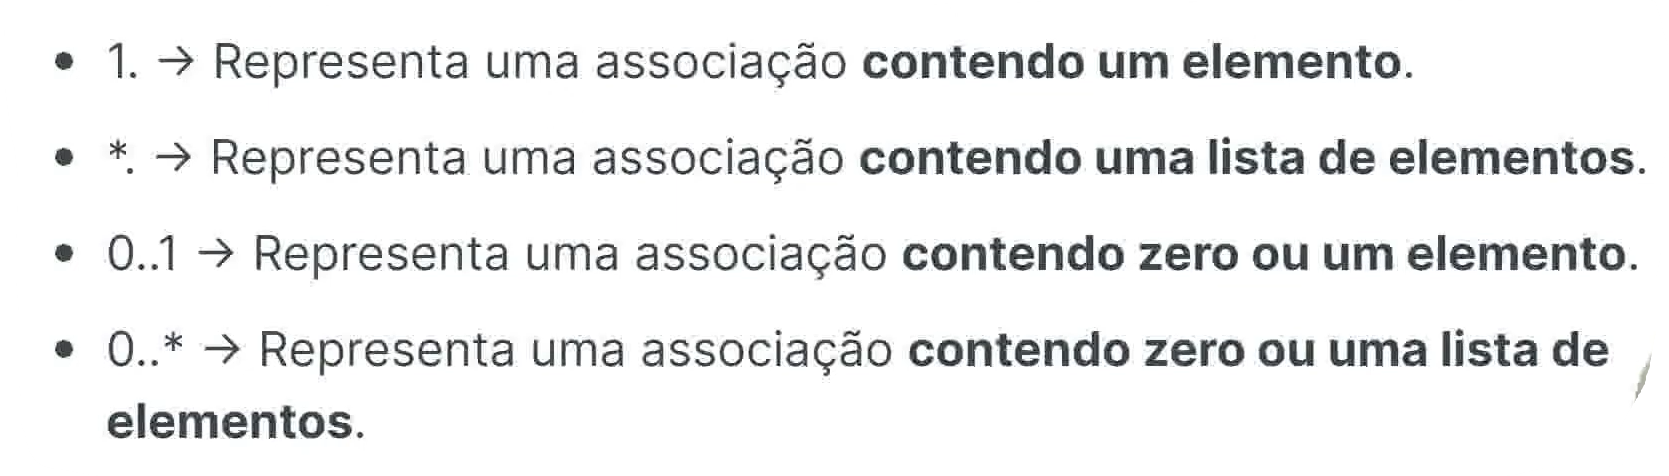 • 1. → Representa uma associação contendo um elemento.
• *. → Representa uma associação contendo uma lista de elementos.
• 0..1 → Representa uma associação contendo zero ou um elemento.
• 0..* → Representa uma associação contendo zero ou uma lista de
elementos.